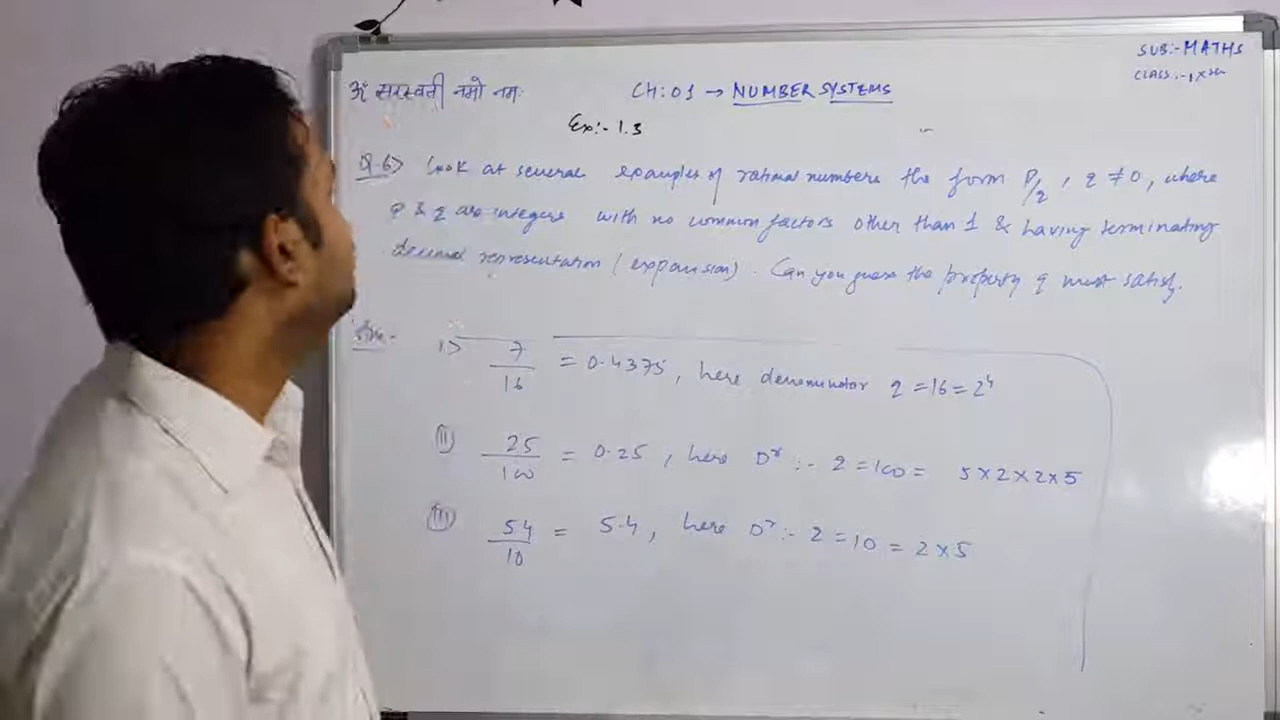 SUB:- MATHS
CLASS:- IXth
ॐ सरस्वती नमो नमः
CH:01 → NUMBER SYSTEMS
Ex:- 1.3
Q.6> Look at several examples of rational numbers the form P/q, q ≠ 0, where
P & q are integers with no common factors other than 1 & having terminating
decimal representation (expansion). Can you guess the property q must satisfy.
Ans:-
i> 7/16 = 0.4375, here denominator q = 16 = 2⁴
(ii) 25/100 = 0.25, here Dʳ :- q = 100 = 5×2×2×5
(iii) 54/10 = 5.4, here Dʳ :- q = 10 = 2×5